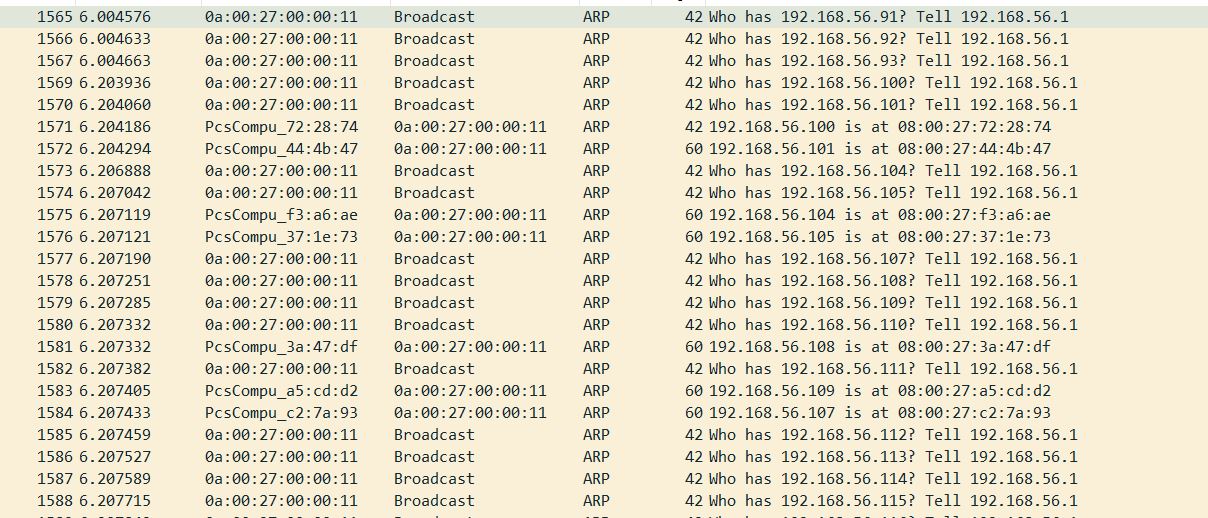 1565 6.004576 0a:00:27:00:00:11 Broadcast ARP 42 Who has 192.168.56.91? Tell 192.168.56.1
1566 6.004633 0a:00:27:00:00:11 Broadcast ARP 42 Who has 192.168.56.92? Tell 192.168.56.1
1567 6.004663 0a:00:27:00:00:11 Broadcast ARP 42 Who has 192.168.56.93? Tell 192.168.56.1
1569 6.203936 0a:00:27:00:00:11 Broadcast ARP 42 Who has 192.168.56.100? Tell 192.168.56.1
1570 6.204060 0a:00:27:00:00:11 Broadcast ARP 42 Who has 192.168.56.101? Tell 192.168.56.1
1571 6.204186 PcsCompu_72:28:74 0a:00:27:00:00:11 ARP 42 192.168.56.100 is at 08:00:27:72:28:74
1572 6.204294 PcsCompu_44:4b:47 0a:00:27:00:00:11 ARP 60 192.168.56.101 is at 08:00:27:44:4b:47
1573 6.206888 0a:00:27:00:00:11 Broadcast ARP 42 Who has 192.168.56.104? Tell 192.168.56.1
1574 6.207042 0a:00:27:00:00:11 Broadcast ARP 42 Who has 192.168.56.105? Tell 192.168.56.1
1575 6.207119 PcsCompu_f3:a6:ae 0a:00:27:00:00:11 ARP 60 192.168.56.104 is at 08:00:27:f3:a6:ae
1576 6.207121 PcsCompu_37:1e:73 0a:00:27:00:00:11 ARP 60 192.168.56.105 is at 08:00:27:37:1e:73
1577 6.207190 0a:00:27:00:00:11 Broadcast ARP 42 Who has 192.168.56.107? Tell 192.168.56.1
1578 6.207251 0a:00:27:00:00:11 Broadcast ARP 42 Who has 192.168.56.108? Tell 192.168.56.1
1579 6.207285 0a:00:27:00:00:11 Broadcast ARP 42 Who has 192.168.56.109? Tell 192.168.56.1
1580 6.207332 0a:00:27:00:00:11 Broadcast ARP 42 Who has 192.168.56.110? Tell 192.168.56.1
1581 6.207332 PcsCompu_3a:47:df 0a:00:27:00:00:11 ARP 60 192.168.56.108 is at 08:00:27:3a:47:df
1582 6.207382 0a:00:27:00:00:11 Broadcast ARP 42 Who has 192.168.56.111? Tell 192.168.56.1
1583 6.207405 PcsCompu_a5:cd:d2 0a:00:27:00:00:11 ARP 60 192.168.56.109 is at 08:00:27:a5:cd:d2
1584 6.207433 PcsCompu_c2:7a:93 0a:00:27:00:00:11 ARP 60 192.168.56.107 is at 08:00:27:c2:7a:93
1585 6.207459 0a:00:27:00:00:11 Broadcast ARP 42 Who has 192.168.56.112? Tell 192.168.56.1
1586 6.207527 0a:00:27:00:00:11 Broadcast ARP 42 Who has 192.168.56.113? Tell 192.168.56.1
1587 6.207589 0a:00:27:00:00:11 Broadcast ARP 42 Who has 192.168.56.114? Tell 192.168.56.1
1588 6.207715 0a:00:27:00:00:11 Broadcast ARP 42 Who has 192.168.56.115? Tell 192.168.56.1